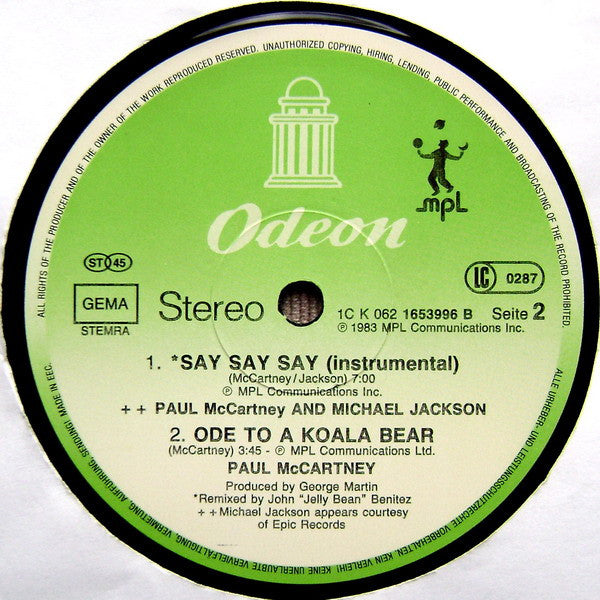 ALL RIGHTS OF THE PRODUCER AND OF THE OWNER OF THE WORK REPRODUCED RESERVED. UNAUTHORIZED COPYING, HIRING, LENDING, PUBLIC PERFORMANCE AND BROADCASTING OF THE RECORD PROHIBITED.
mpL
Odeon
ST 45
LC 0287
GEMA
STEMRA
Stereo
1C K 062 1653996 B Seite 2
℗ 1983 MPL Communications Inc.
1. *SAY SAY SAY (instrumental)
(McCartney/Jackson) 7:00
℗ MPL Communications Inc.
++ PAUL McCartney AND MICHAEL JACKSON
2. ODE TO A KOALA BEAR
(McCartney) 3:45 - ℗ MPL Communications Ltd.
PAUL McCARTNEY
Produced by George Martin
*Remixed by John "Jelly Bean" Benitez
++Michael Jackson appears courtesy
of Epic Records
ALLE URHEBER- UND LEISTUNGSSCHUTZRECHTE VORBEHALTEN. KEIN VERLEIH! KEINE UNERLAUBTE VERVIELFÄLTIGUNG, VERMIETUNG, AUFFÜHRUNG, SENDUNG! MADE IN EEC.